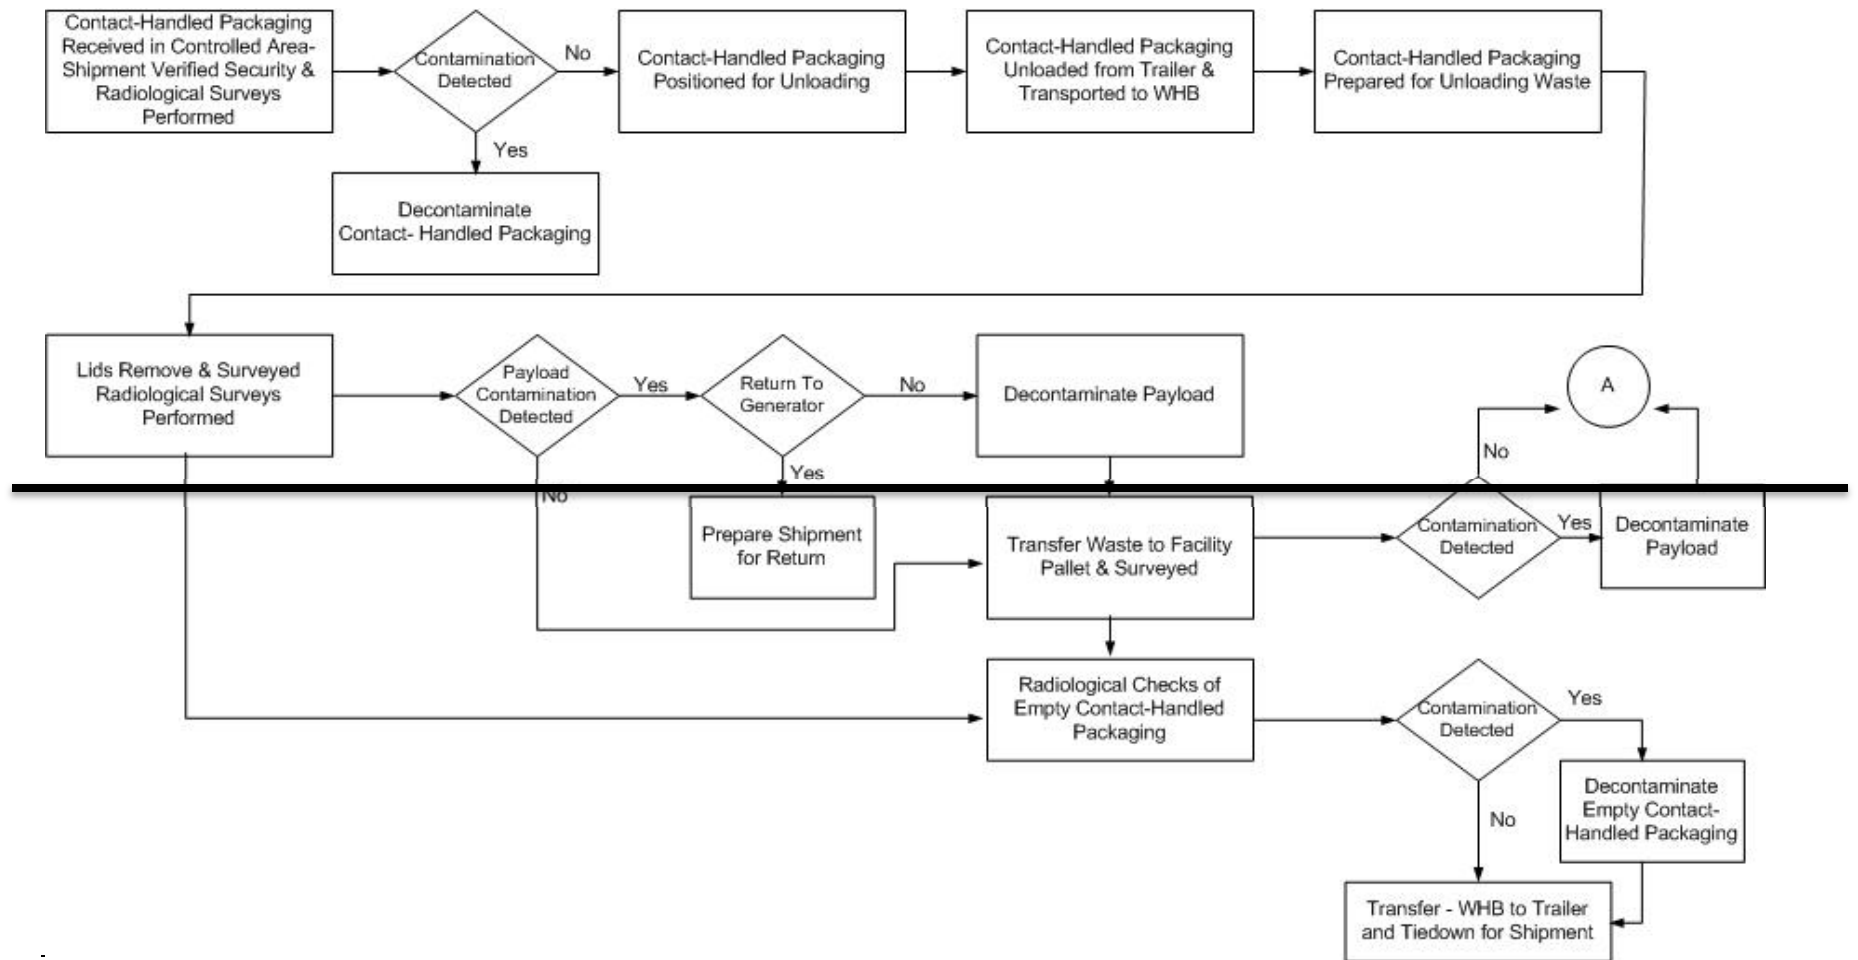 Contact-Handled Packaging
Received in Controlled Area-
Shipment Verified Security &
Radiological Surveys
Performed
Contamination
Detected
No
Yes
Contact-Handled Packaging
Positioned for Unloading
Contact-Handled Packaging
Unloaded from Trailer &
Transported to WHB
Contact-Handled Packaging
Prepared for Unloading Waste
Decontaminate
Contact- Handled Packaging
Lids Remove & Surveyed
Radiological Surveys
Performed
Payload
Contamination
Detected
Yes
No
Return To
Generator
No
Yes
Decontaminate Payload
A
No
Prepare Shipment
for Return
Transfer Waste to Facility
Pallet & Surveyed
Contamination
Detected
Yes
Decontaminate
Payload
Radiological Checks of
Empty Contact-Handled
Packaging
Contamination
Detected
Yes
No
Decontaminate
Empty Contact-
Handled Packaging
Transfer - WHB to Trailer
and Tiedown for Shipment